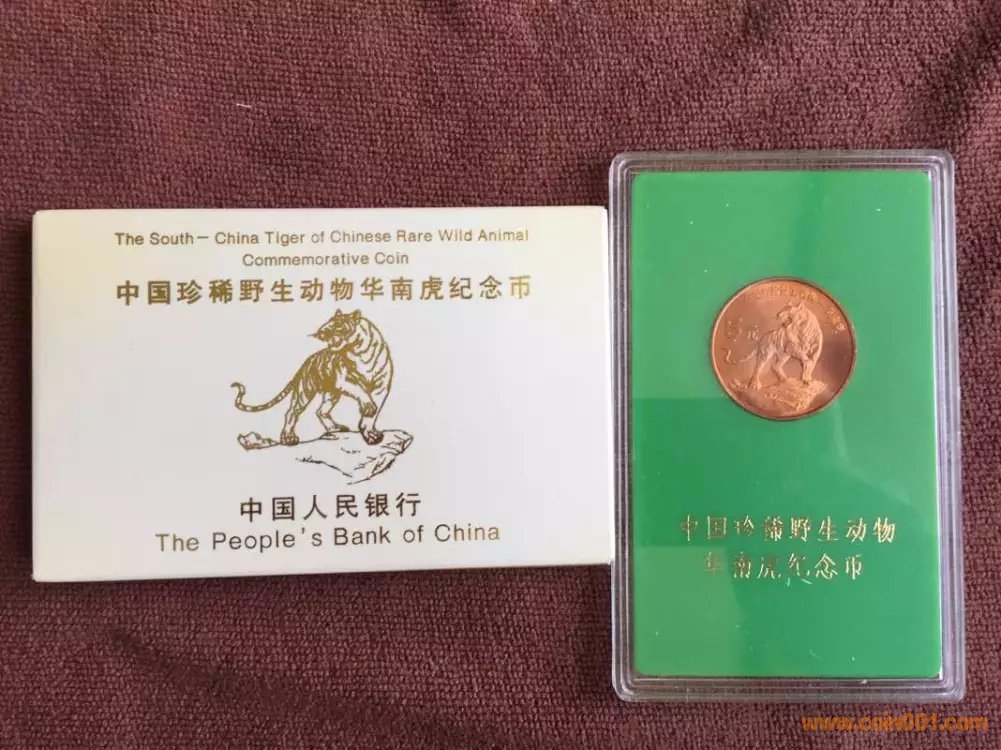 The South－China Tiger of Chinese Rare Wild Animal
Commemorative Coin
中国珍稀野生动物华南虎纪念币
中国人民银行
The People's Bank of China
5元
中国珍稀野生动物
华南虎纪念币
www.coin001.com